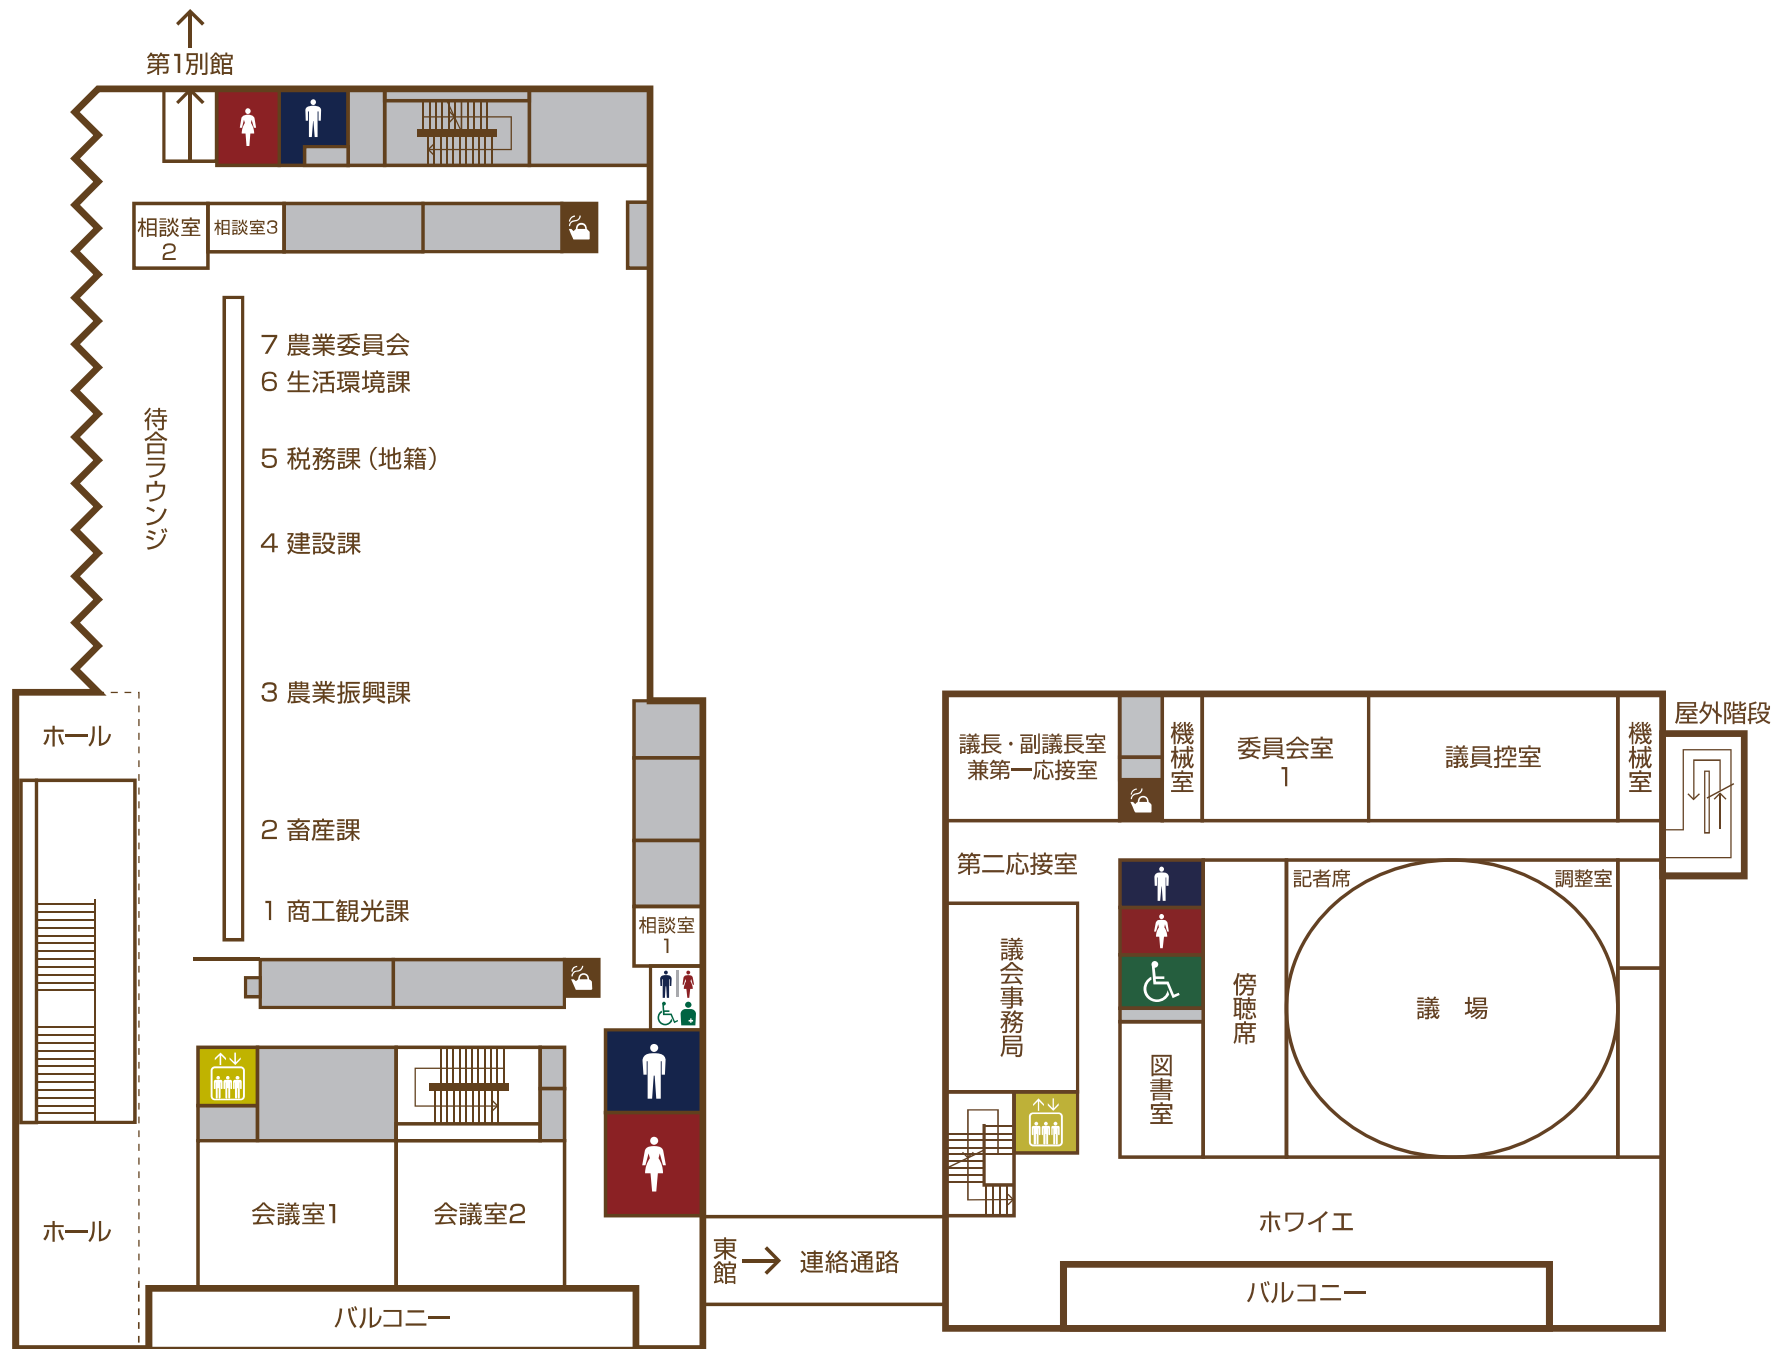 第1別館
相談室
2
相談室3
7 農業委員会
6 生活環境課
5 税務課（地籍）
4 建設課
3 農業振興課
2 畜産課
1 商工観光課
待合ラウンジ
ホール
ホール
相談室
1
会議室1
会議室2
バルコニー
東館
連絡通路
議長・副議長室
兼第一応接室
機械室
委員会室
1
議員控室
機械室
屋外階段
第二応接室
記者席
調整室
議会事務局
傍聴席
議　場
図書室
ホワイエ
バルコニー